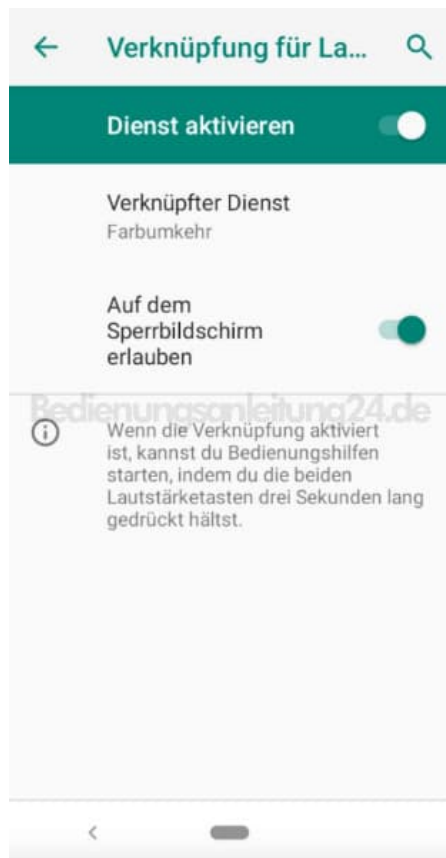 Verknüpfung für La...
Dienst aktivieren
Verknüpfter Dienst
Farbumkehr
Auf dem
Sperrbildschirm
erlauben
Bedienungsanleitung24.de
Wenn die Verknüpfung aktiviert
ist, kannst du Bedienungshilfen
starten, indem du die beiden
Lautstärketasten drei Sekunden lang
gedrückt hältst.